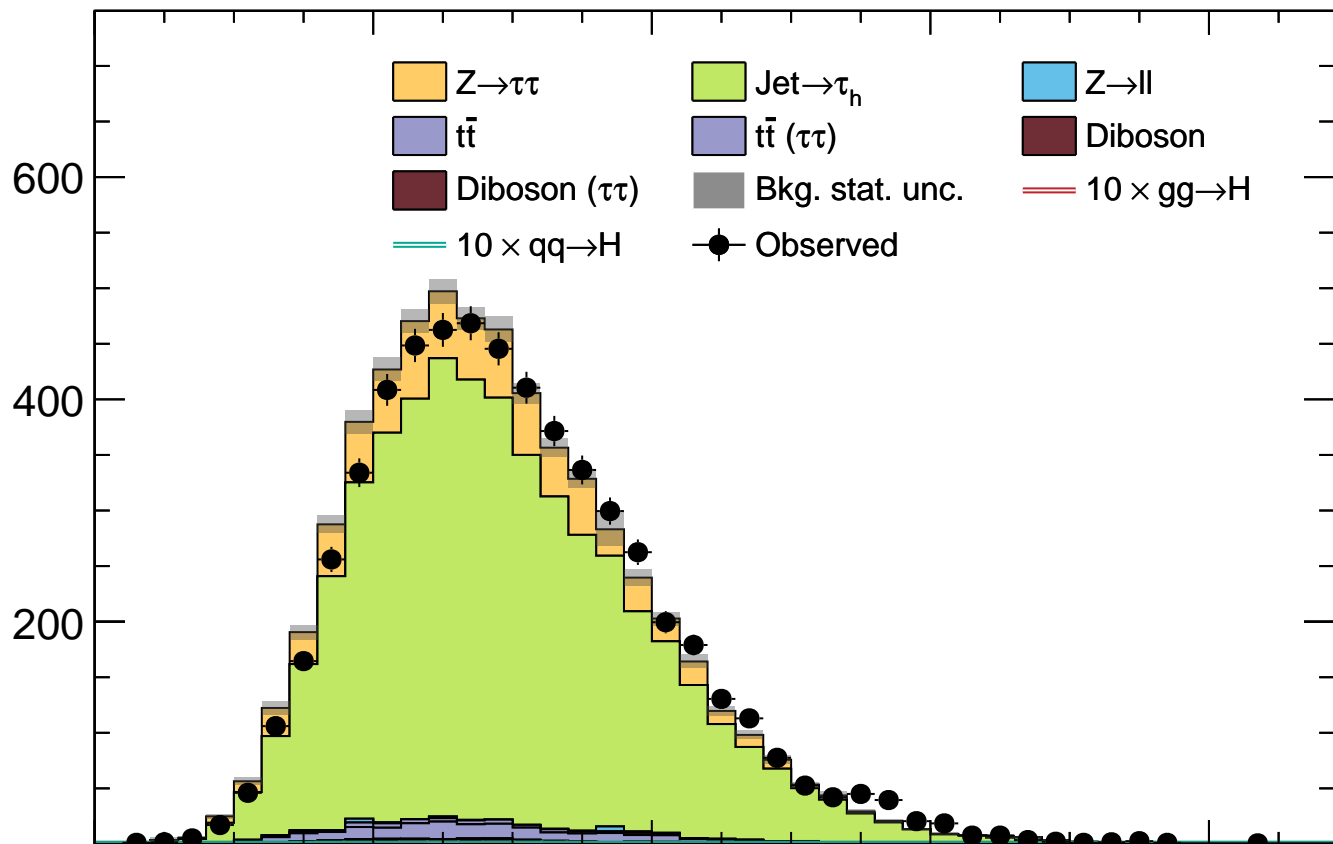 Z→ττ Jet→τh Z→ll
tt̄ tt̄ (ττ) Diboson
Diboson (ττ) Bkg. stat. unc. 10 × gg→H
10 × qq→H Observed
600
400
200